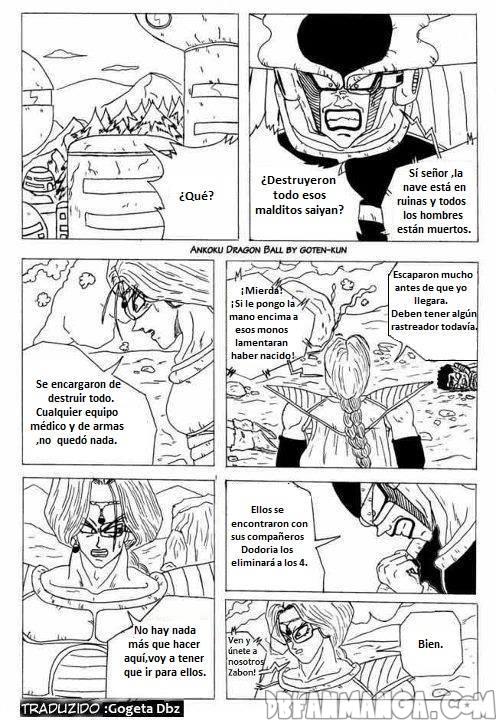 ¿Qué?
¿Destruyeron
todo esos
malditos saiyan?
Sí señor ,la
nave está en
ruinas y todos
los hombres
están muertos.
ANKOKU DRAGON BALL BY GOTEN-KUN
Se encargaron de
destruir todo.
Cualquier equipo
médico y de armas
,no quedó nada.
¡Mierda!
¡Si le pongo la
mano encima a
esos monos
lamentaran
haber nacido!
Escaparon mucho
antes de que yo
llegara.
Deben tener algún
rastreador todavía.
No hay nada
más que hacer
aquí,voy a tener
que ir para ellos.
Ellos se
encontraron con
sus compañeros
Dodoria los
eliminará a los 4.
Ven y
únete a
nosotros
Zabon!
Bien.
TRADUZIDO :Gogeta Dbz
DBFANMANGA.COM